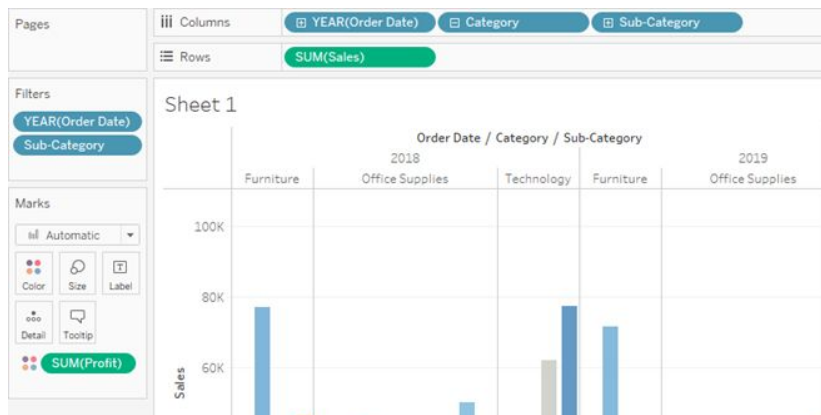 Pages
Columns
YEAR(Order Date)
Category
Sub-Category
Rows
SUM(Sales)
Filters
YEAR(Order Date)
Sub-Category
Sheet 1
Order Date / Category / Sub-Category
2018
2019
Furniture
Office Supplies
Technology
Furniture
Office Supplies
Marks
Automatic
Color
Size
Label
Detail
Tooltip
SUM(Profit)
100K
80K
60K
Sales